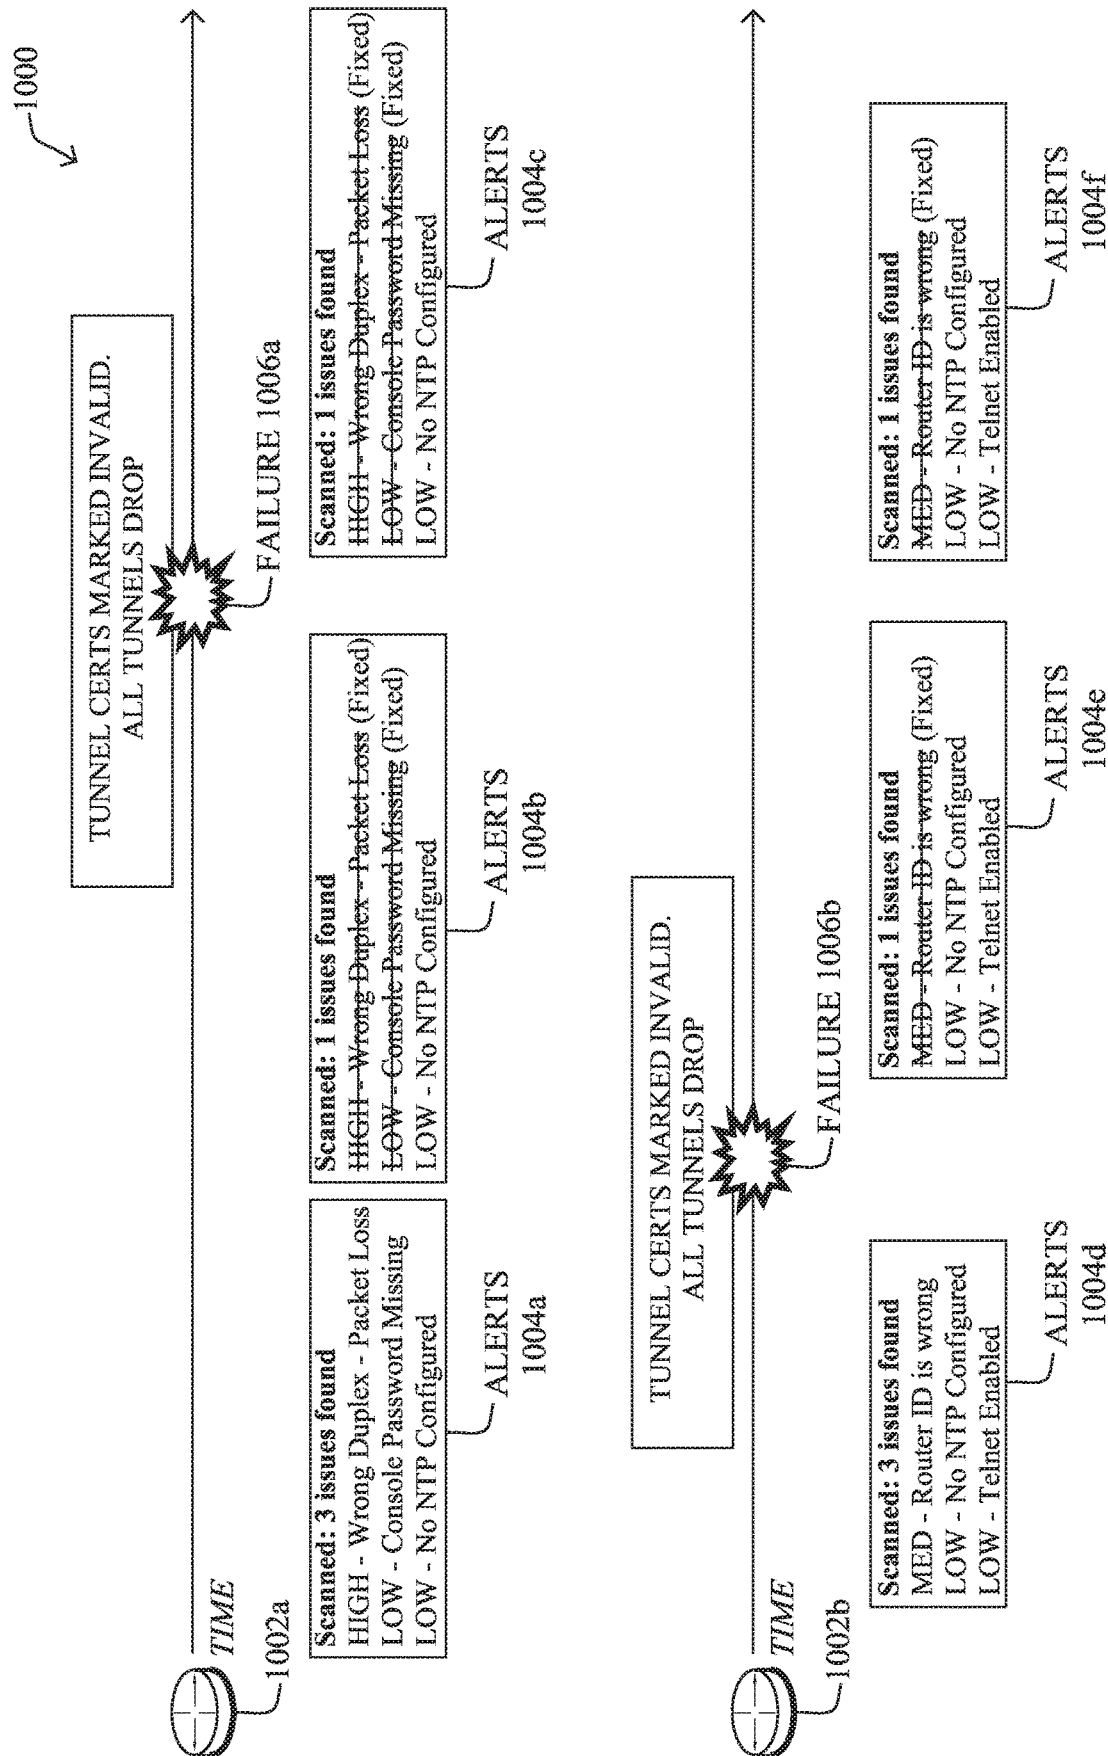 1000
TUNNEL CERTS MARKED INVALID.
ALL TUNNELS DROP
TIME
1002a
FAILURE 1006a
Scanned: 3 issues found
HIGH - Wrong Duplex - Packet Loss
LOW - Console Password Missing
LOW - No NTP Configured
ALERTS
1004a
Scanned: 1 issues found
HIGH - Wrong Duplex - Packet Loss (Fixed)
LOW - Console Password Missing (Fixed)
LOW - No NTP Configured
ALERTS
1004b
Scanned: 1 issues found
HIGH - Wrong Duplex - Packet Loss (Fixed)
LOW - Console Password Missing (Fixed)
LOW - No NTP Configured
ALERTS
1004c
TUNNEL CERTS MARKED INVALID.
ALL TUNNELS DROP
TIME
1002b
FAILURE 1006b
Scanned: 3 issues found
MED - Router ID is wrong
LOW - No NTP Configured
LOW - Telnet Enabled
ALERTS
1004d
Scanned: 1 issues found
MED - Router ID is wrong (Fixed)
LOW - No NTP Configured
LOW - Telnet Enabled
ALERTS
1004e
Scanned: 1 issues found
MED - Router ID is wrong (Fixed)
LOW - No NTP Configured
LOW - Telnet Enabled
ALERTS
1004f